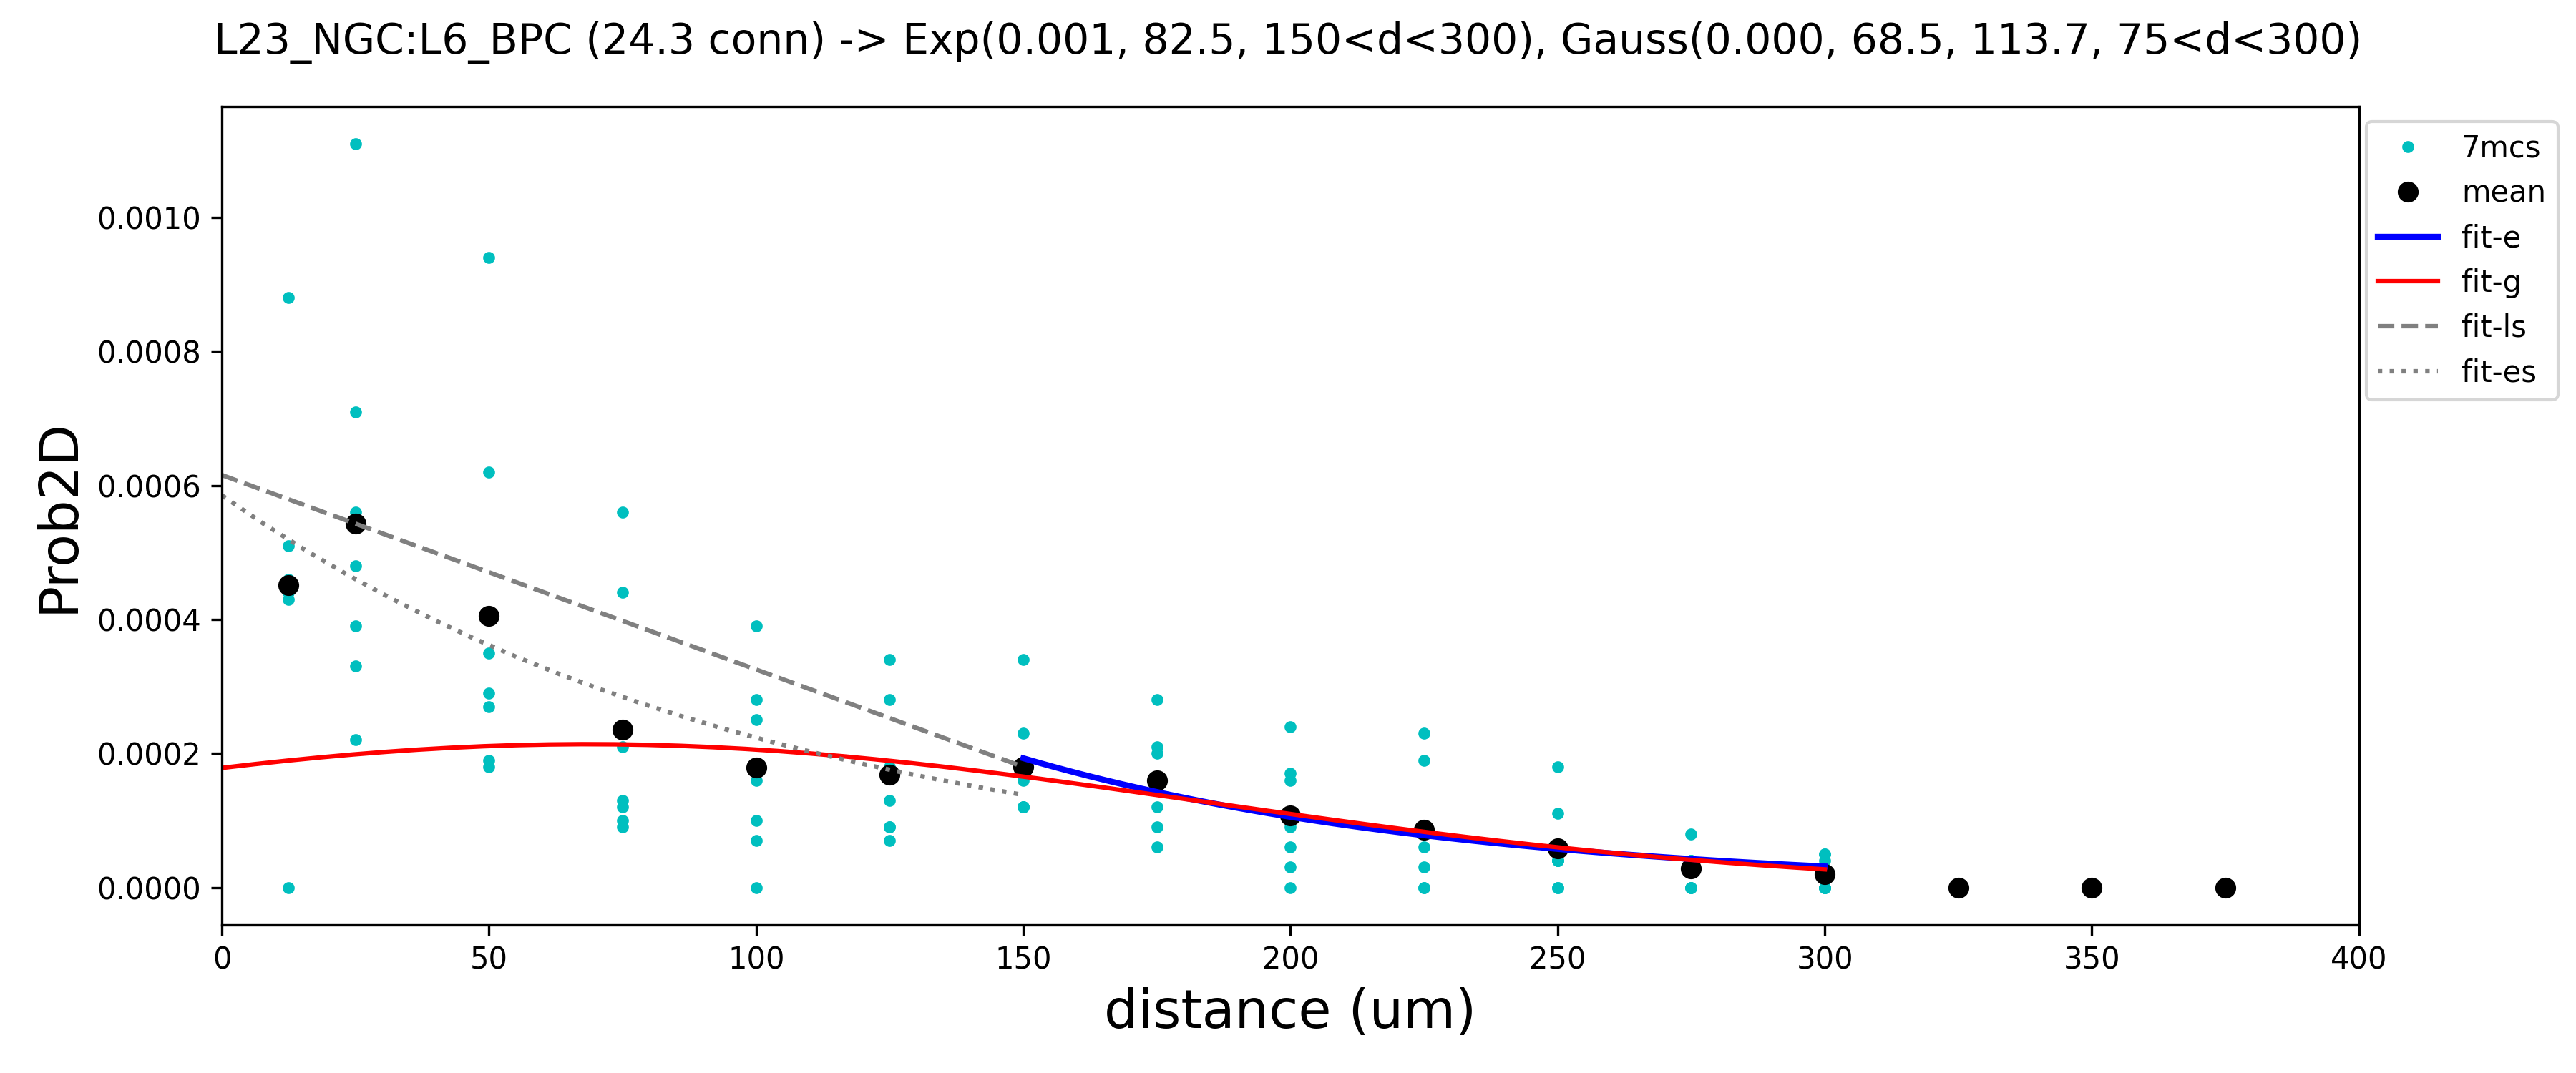 L23_NGC:L6_BPC (24.3 conn) -> Exp(0.001, 82.5, 150<d<300), Gauss(0.000, 68.5, 113.7, 75<d<300)
7mcs
mean
fit-e
fit-g
fit-ls
fit-es
Prob2D
0.0010
0.0008
0.0006
0.0004
0.0002
0.0000
0 50 100 150 200 250 300 350 400
distance (um)